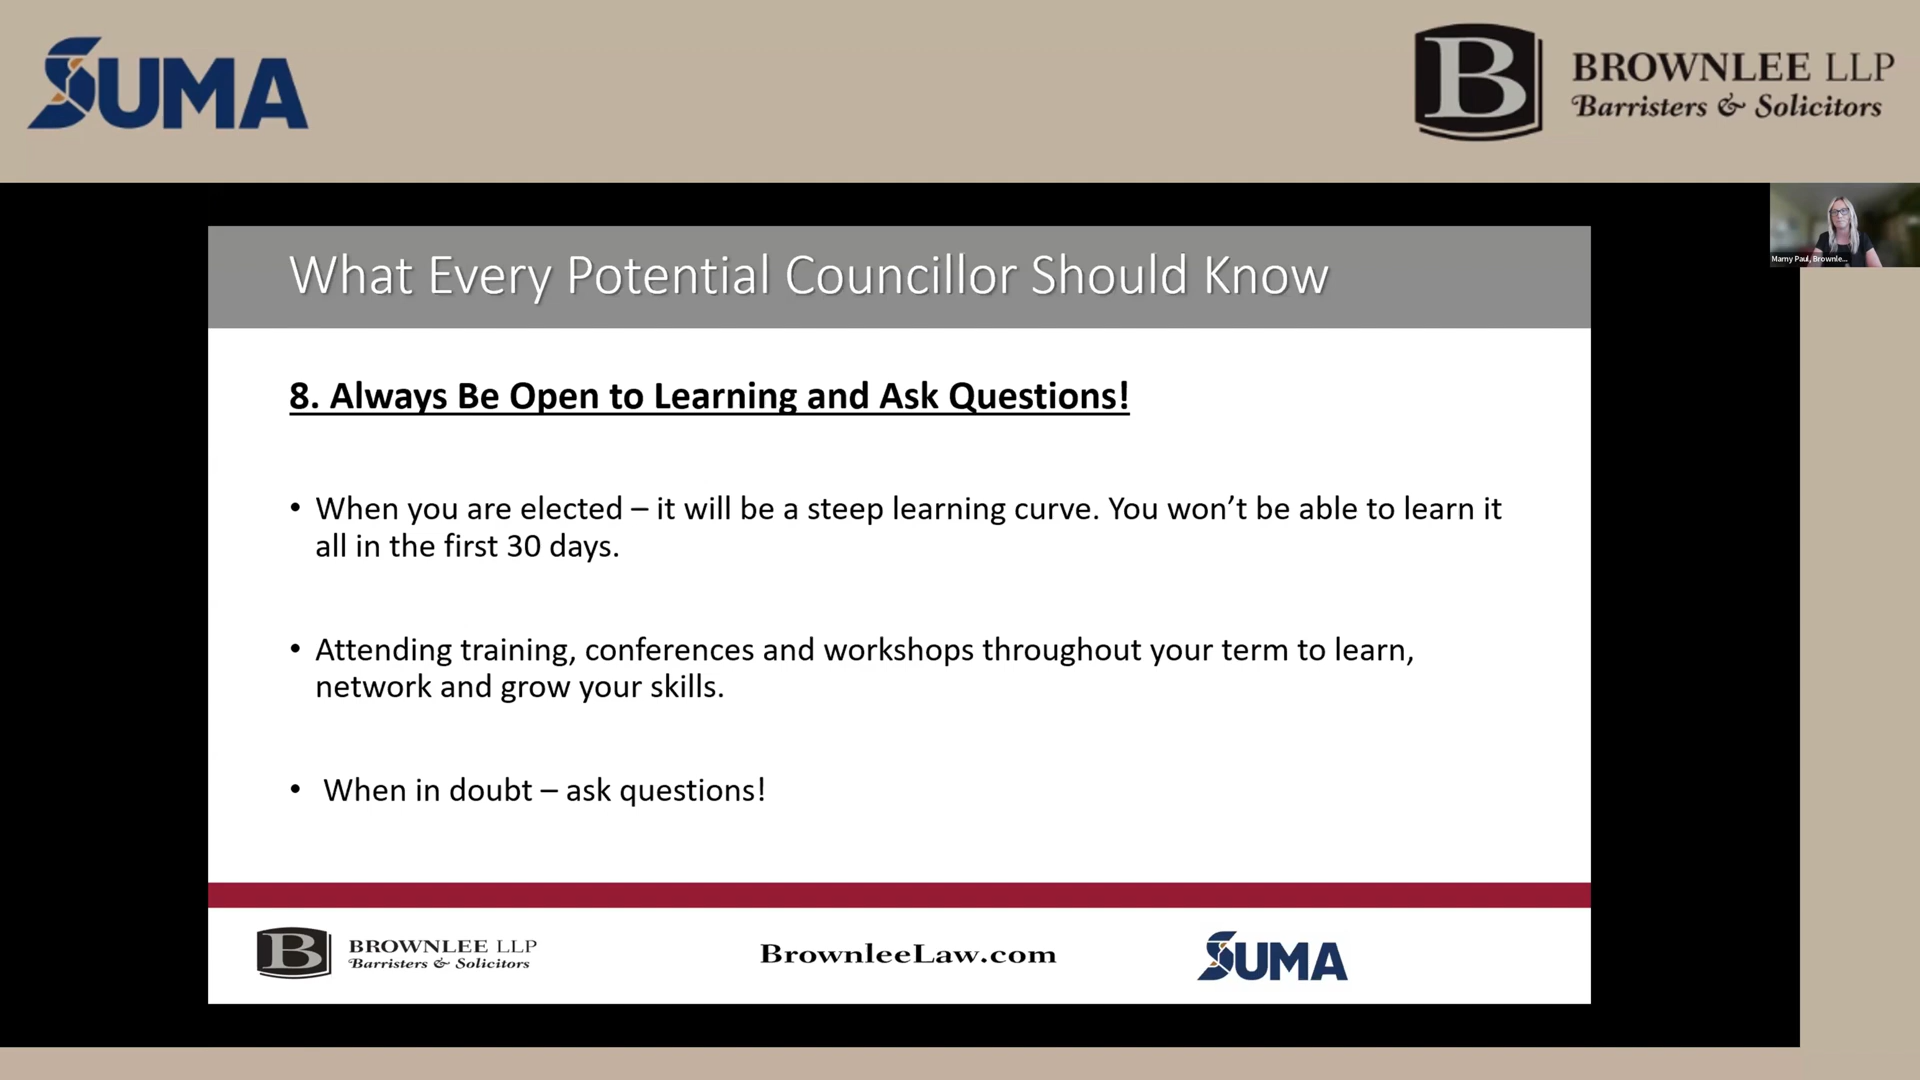 SUMA
B
BROWNLEE LLP
Barristers & Solicitors
Marny Paul, Brownle...
What Every Potential Councillor Should Know
8. Always Be Open to Learning and Ask Questions!
• When you are elected – it will be a steep learning curve. You won’t be able to learn it
all in the first 30 days.
• Attending training, conferences and workshops throughout your term to learn,
network and grow your skills.
• When in doubt – ask questions!
B
BROWNLEE LLP
Barristers & Solicitors
BrownleeLaw.com
SUMA